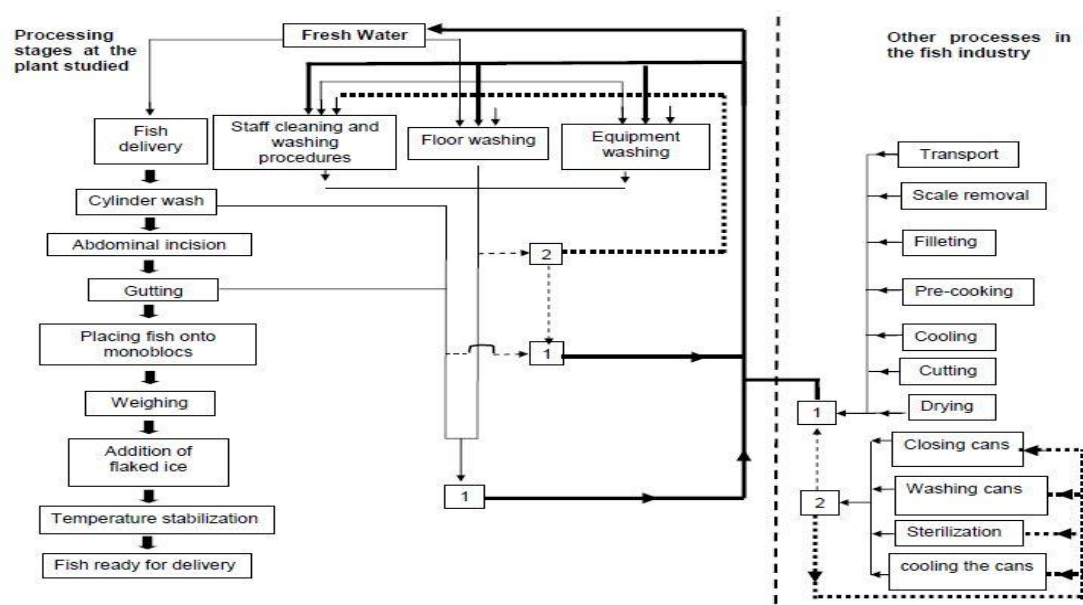 Processing
stages at the
plant studied
Fresh Water
Other processes in
the fish industry
Fish
delivery
Staff cleaning and
washing
procedures
Floor washing
Equipment
washing
Cylinder wash
Abdominal incision
Gutting
Placing fish onto
monoblocs
Weighing
Addition of
flaked ice
Temperature stabilization
Fish ready for delivery
2
1
1
Transport
Scale removal
Filleting
Pre-cooking
Cooling
Cutting
Drying
1
Closing cans
Washing cans
2
Sterilization
cooling the cans